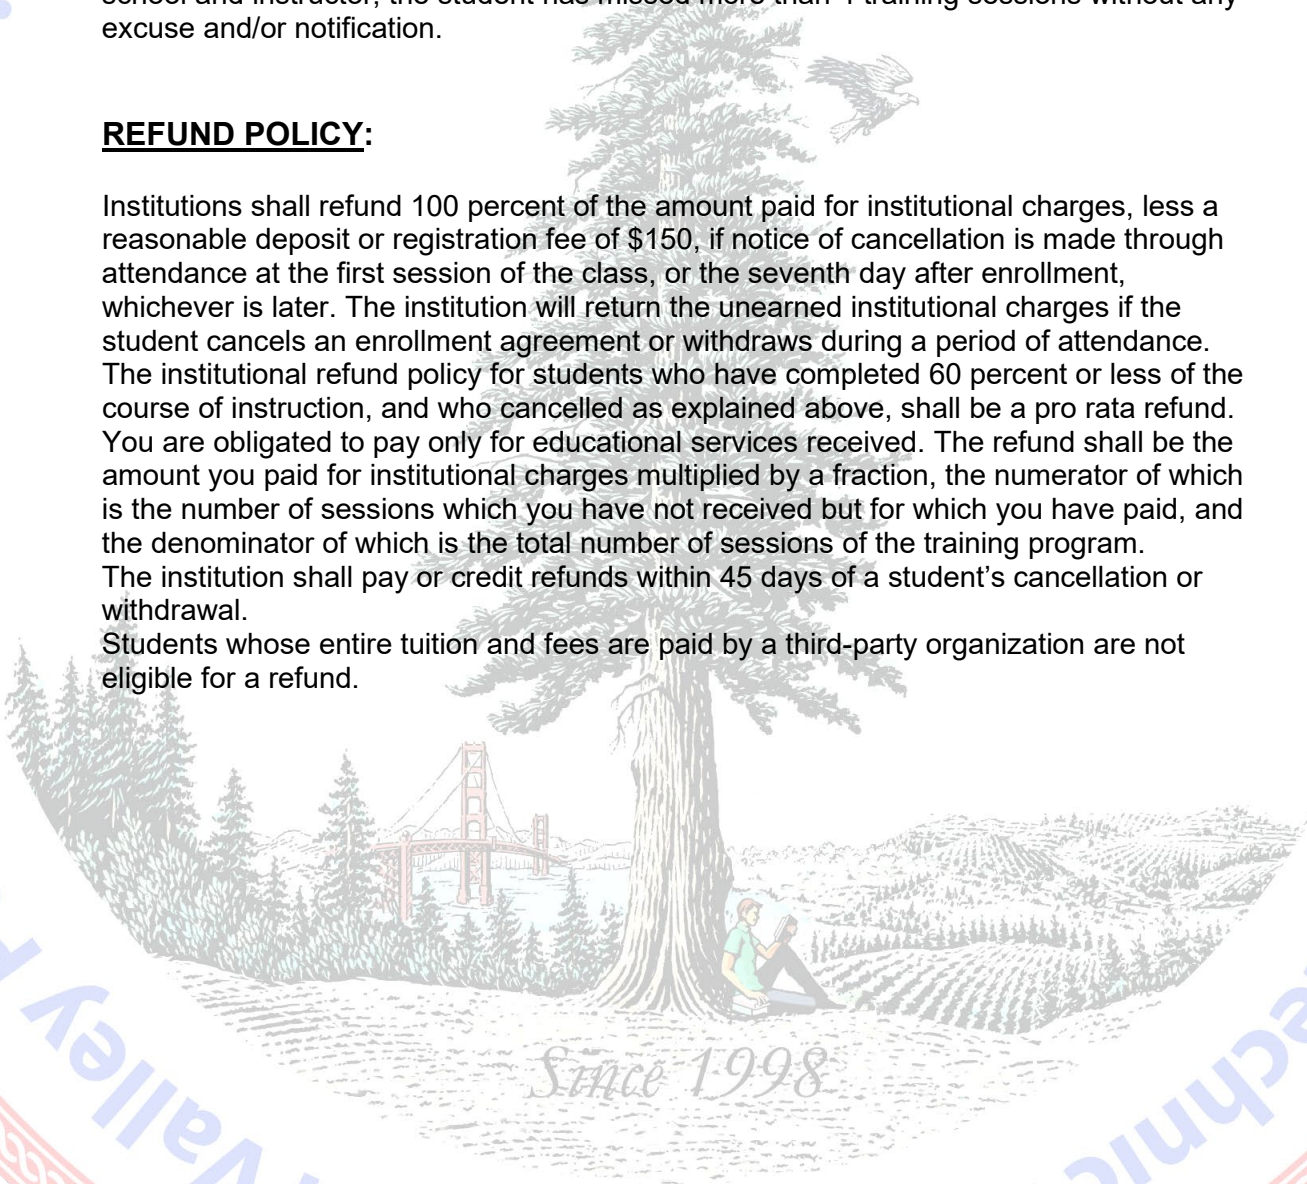 excuse and/or notification.
REFUND POLICY:
Institutions shall refund 100 percent of the amount paid for institutional charges, less a
reasonable deposit or registration fee of $150, if notice of cancellation is made through
attendance at the first session of the class, or the seventh day after enrollment,
whichever is later. The institution will return the unearned institutional charges if the
student cancels an enrollment agreement or withdraws during a period of attendance.
The institutional refund policy for students who have completed 60 percent or less of the
course of instruction, and who cancelled as explained above, shall be a pro rata refund.
You are obligated to pay only for educational services received. The refund shall be the
amount you paid for institutional charges multiplied by a fraction, the numerator of which
is the number of sessions which you have not received but for which you have paid, and
the denominator of which is the total number of sessions of the training program.
The institution shall pay or credit refunds within 45 days of a student’s cancellation or
withdrawal.
Students whose entire tuition and fees are paid by a third-party organization are not
eligible for a refund.
Since 1998
Valley